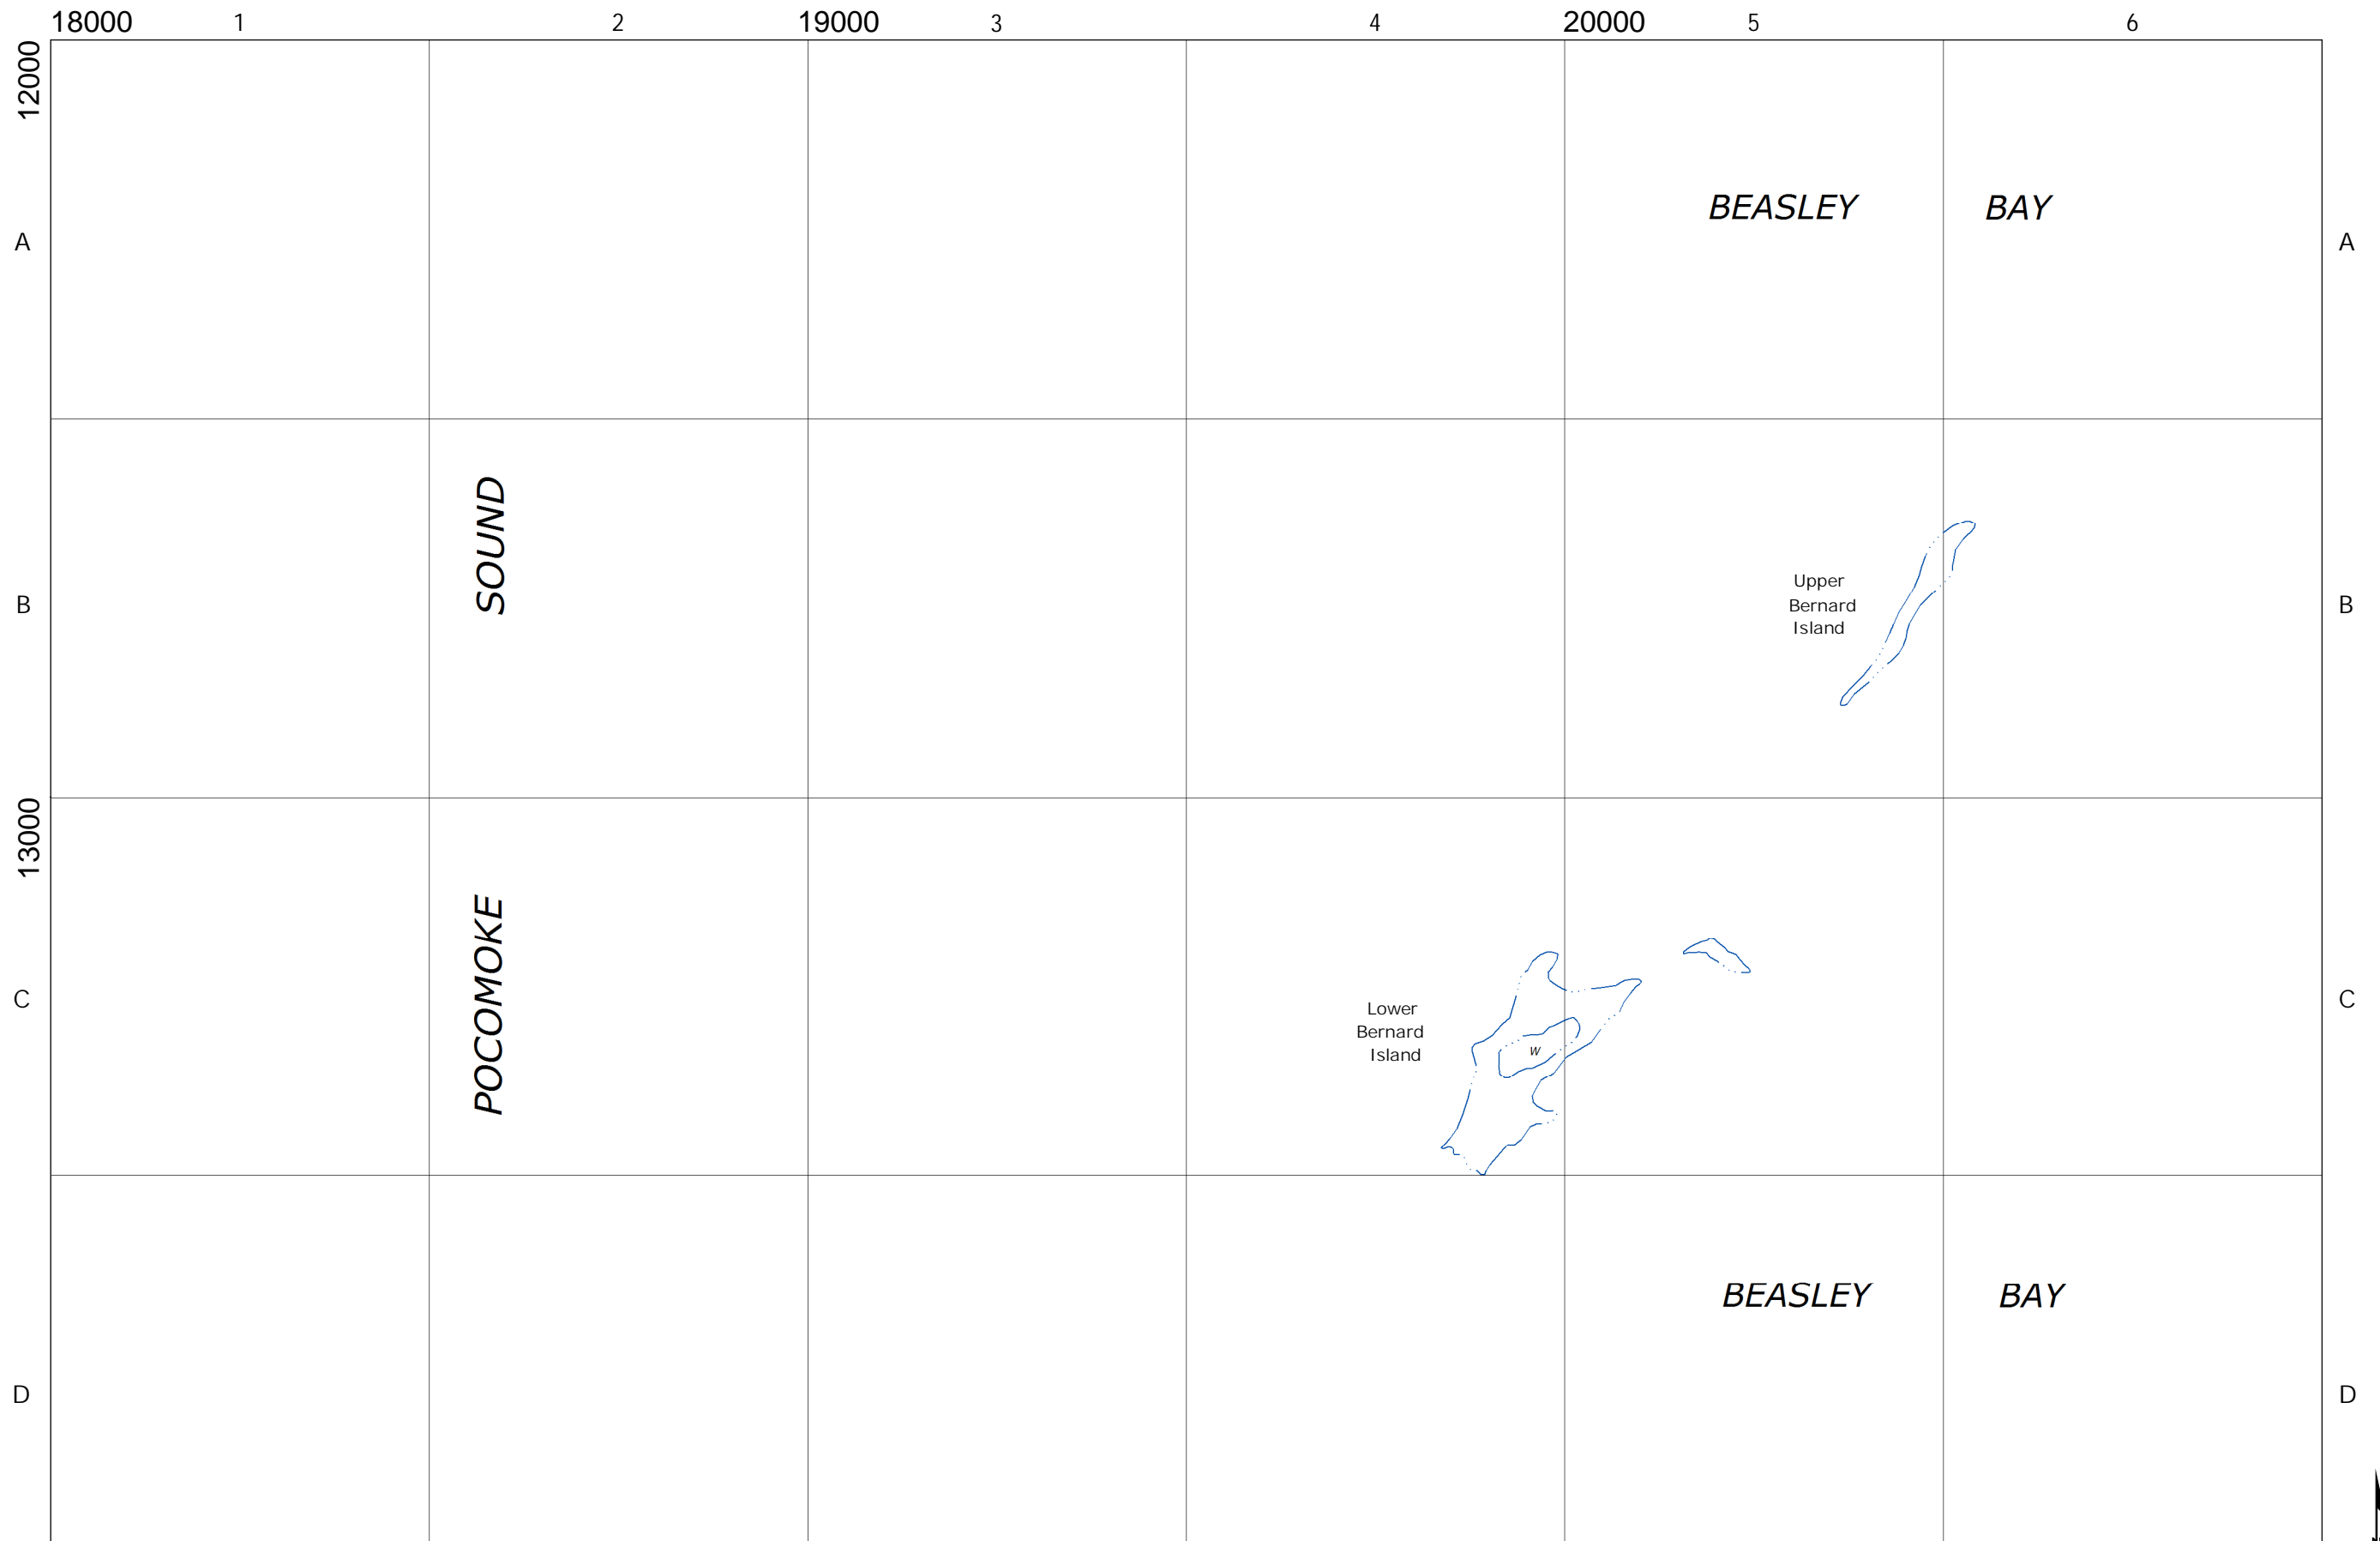 18000 1 2 19000 3 4 20000 5 6
12000
BEASLEY BAY
A A
SOUND
Upper
Bernard
Island
B B
13000
POCOMOKE
C C
Lower
Bernard
Island
W
BEASLEY BAY
D D